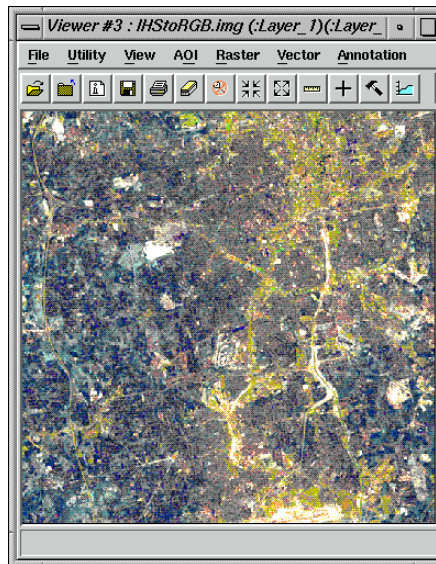 Viewer #3 : IHStoRGB.img (:Layer_1)(:Layer_
File Utility View AOI Raster Vector Annotation